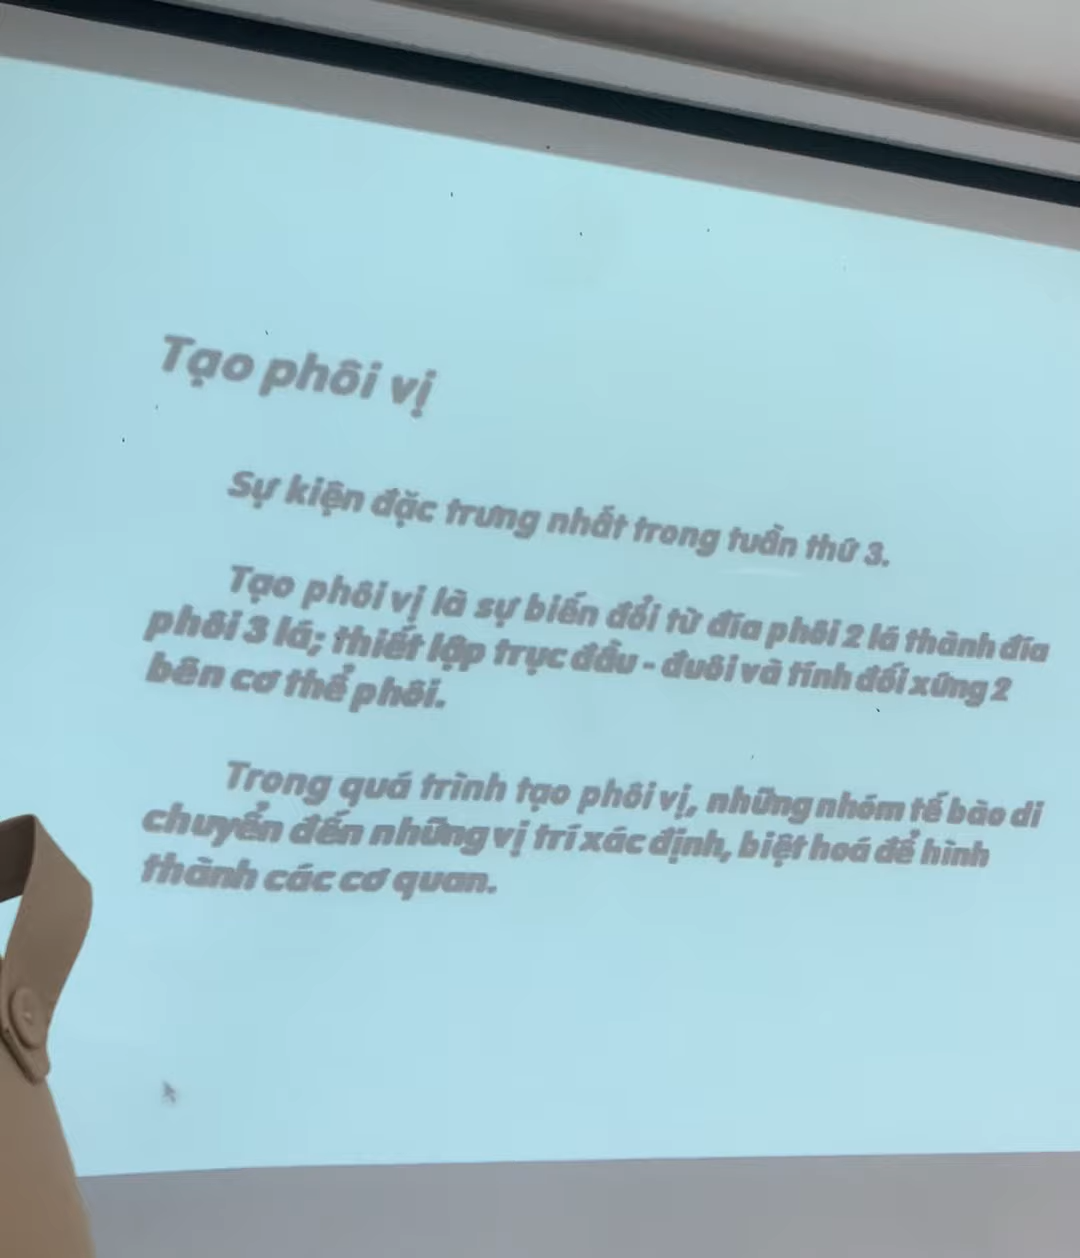 Tạo phôi vị
Sự kiện đặc trưng nhất trong tuần thứ 3.
Tạo phôi vị là sự biến đổi từ đĩa phôi 2 lá thành đĩa
phôi 3 lá; thiết lập trục đầu - đuôi và tính đối xứng 2
bên cơ thể phôi.
Trong quá trình tạo phôi vị, những nhóm tế bào di
chuyển đến những vị trí xác định, biệt hoá để hình
thành các cơ quan.